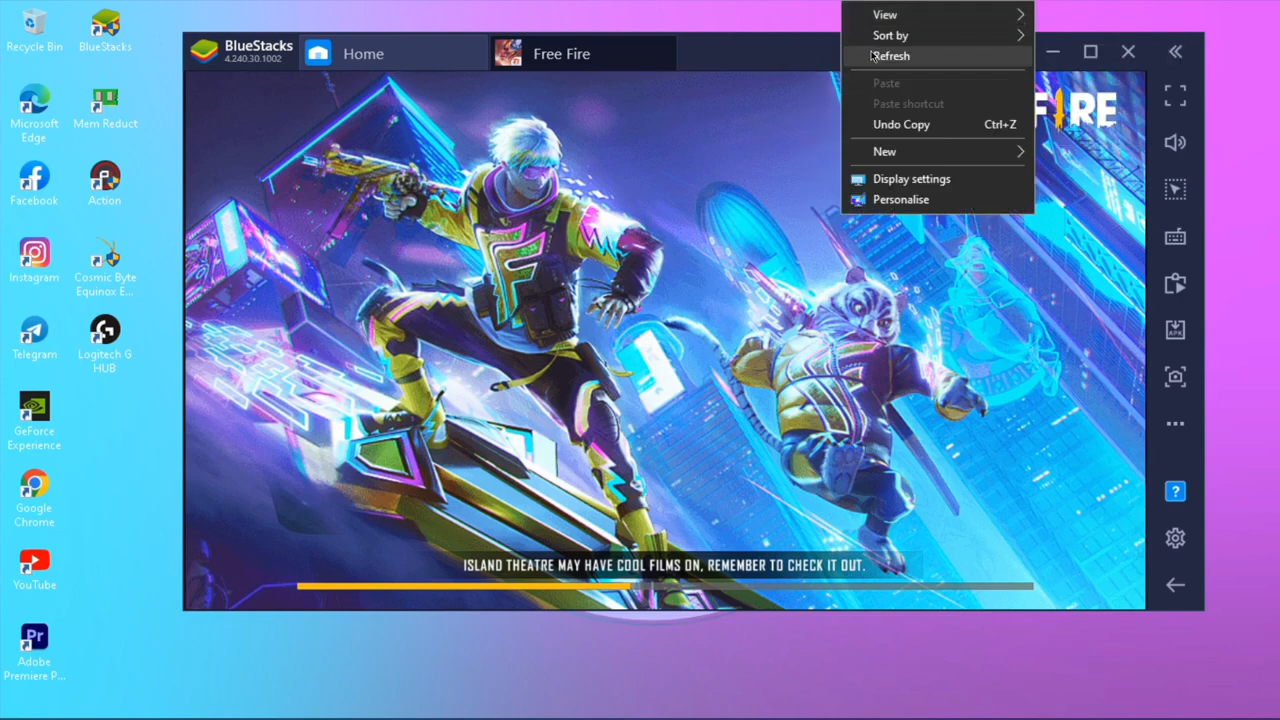 Recycle Bin
BlueStacks
Microsoft
Edge
Mem Reduct
Facebook
Action
Instagram
Cosmic Byte
Equinox E...
Telegram
Logitech G
HUB
GeForce
Experience
Google
Chrome
YouTube
Pr
Adobe
Premiere P...
BlueStacks
4.240.30.1002
Home
Free Fire
View
Sort by
Refresh
Paste
Paste shortcut
Undo Copy Ctrl+Z
New
Display settings
Personalise
FIRE
F
APK
?
ISLAND THEATRE MAY HAVE COOL FILMS ON, REMEMBER TO CHECK IT OUT.